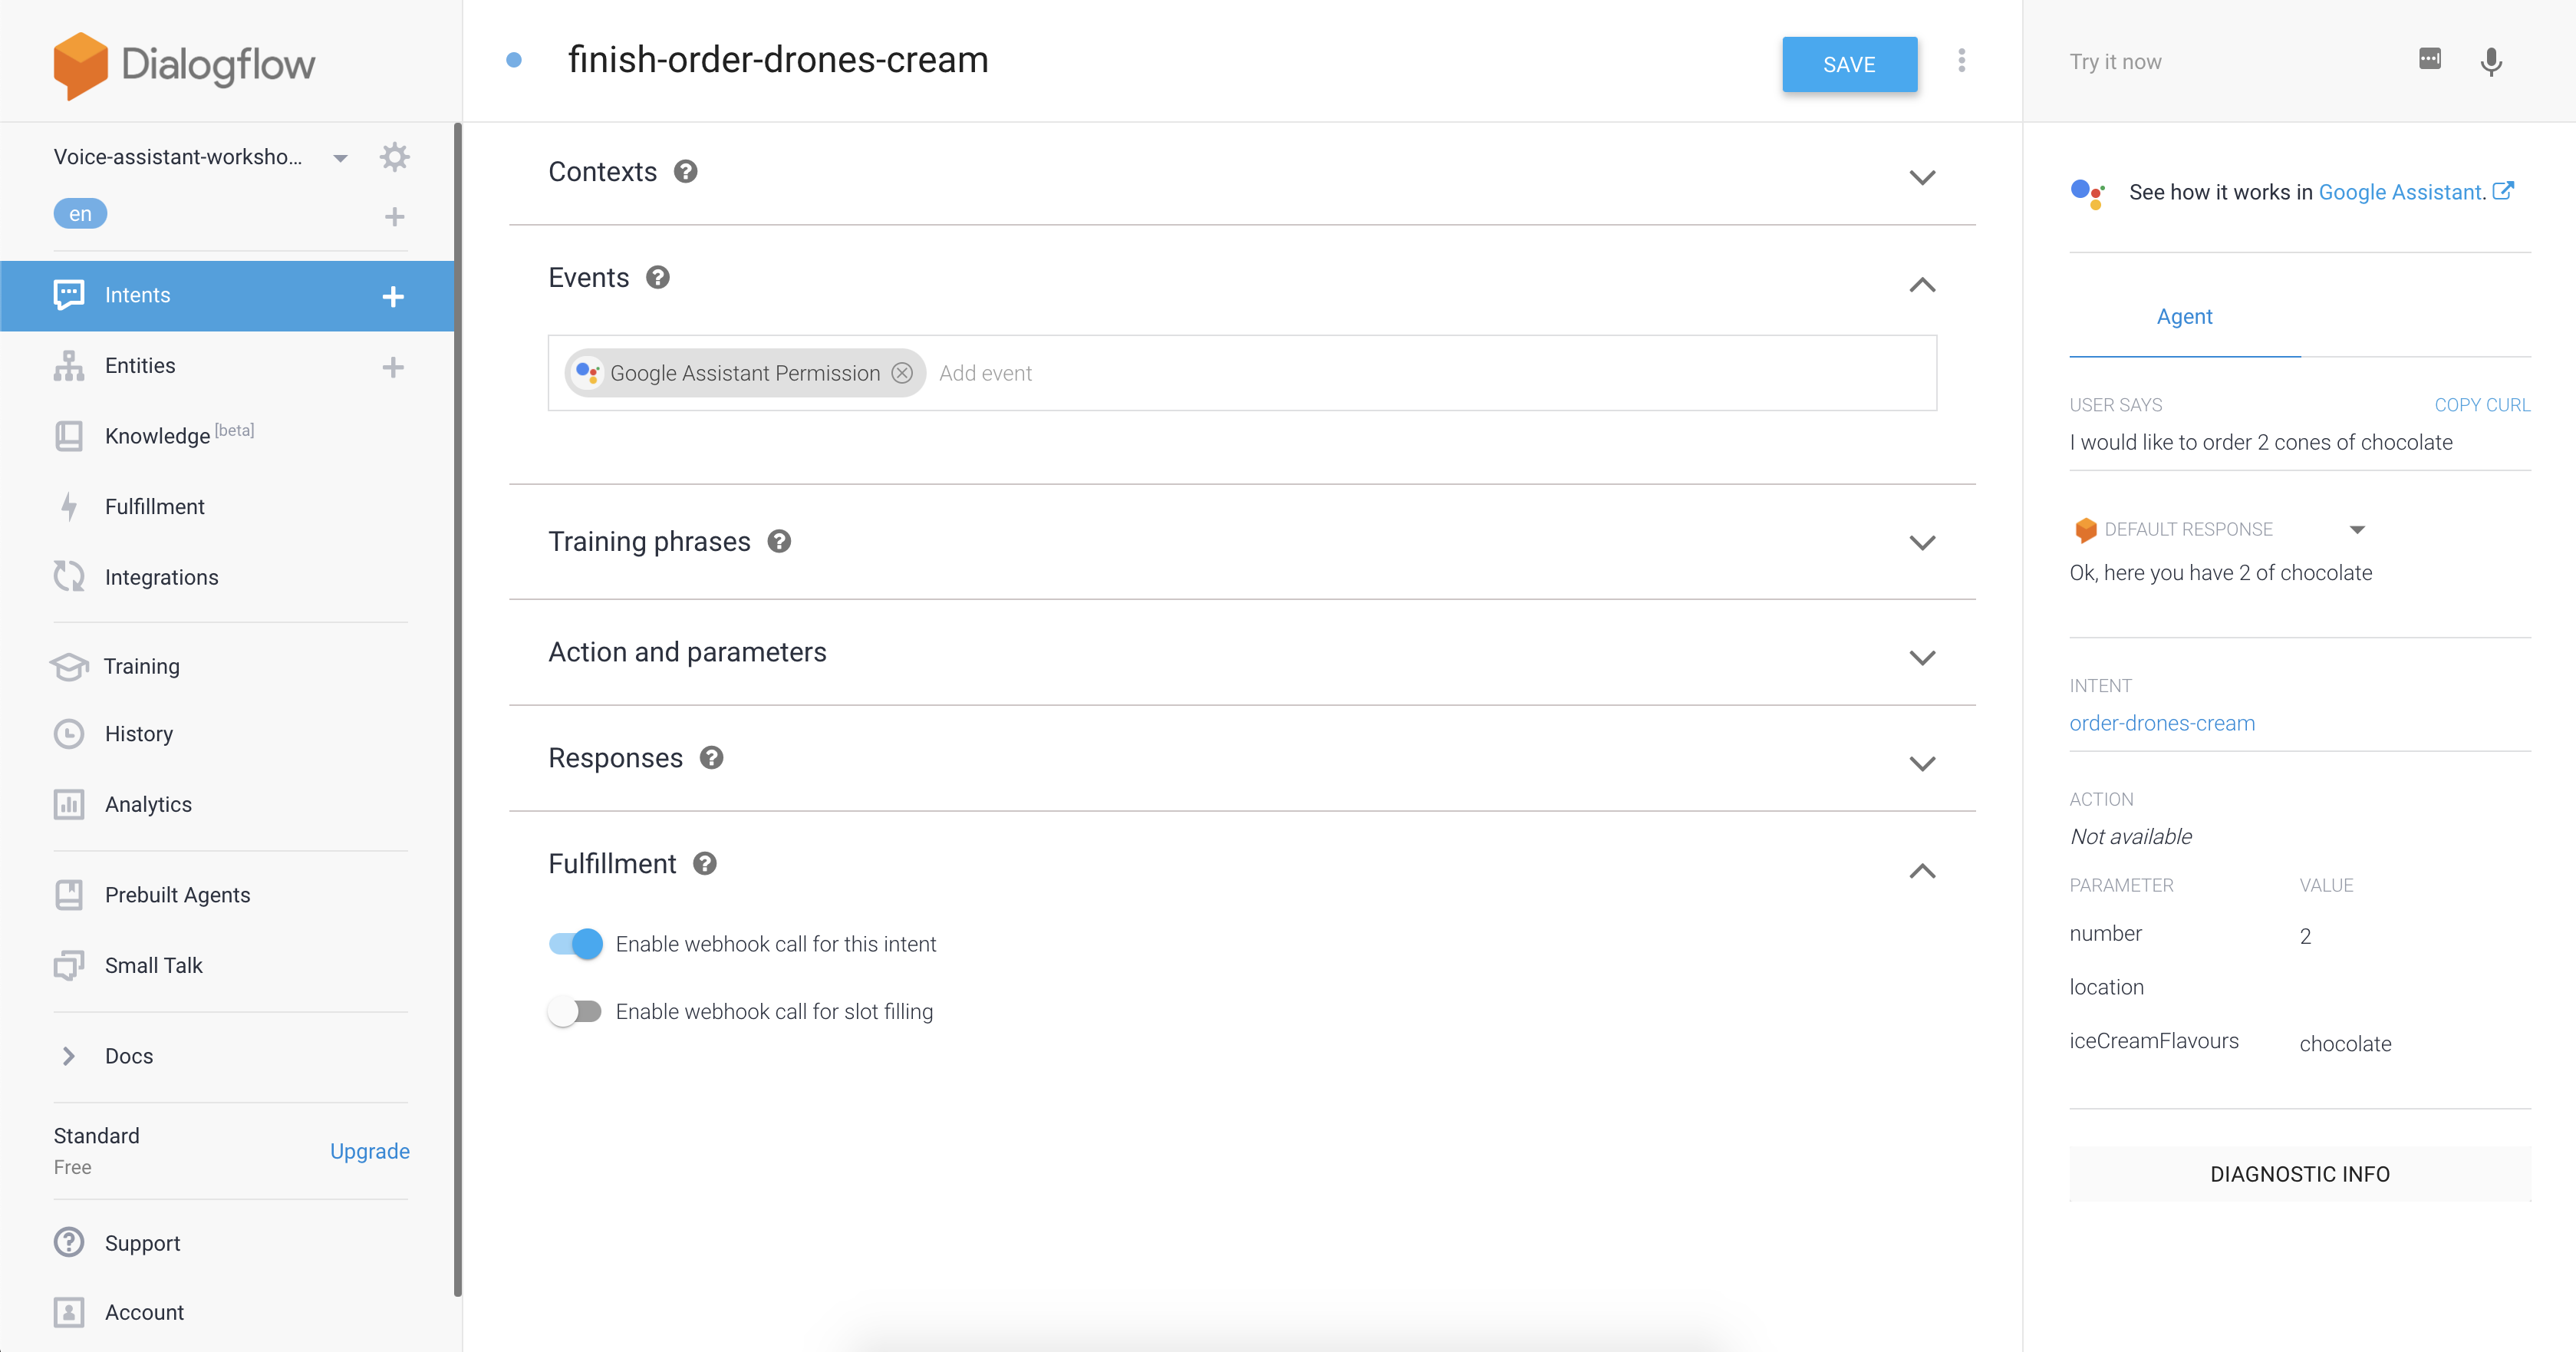 Dialogflow
Voice-assistant-worksho...
en
Intents
Entities
Knowledge [beta]
Fulfillment
Integrations
Training
History
Analytics
Prebuilt Agents
Small Talk
Docs
Standard
Free
Upgrade
Support
Account
finish-order-drones-cream
SAVE
Contexts
Events
Google Assistant Permission
Add event
Training phrases
Action and parameters
Responses
Fulfillment
Enable webhook call for this intent
Enable webhook call for slot filling
Try it now
See how it works in Google Assistant.
Agent
USER SAYS
COPY CURL
I would like to order 2 cones of chocolate
DEFAULT RESPONSE
Ok, here you have 2 of chocolate
INTENT
order-drones-cream
ACTION
Not available
PARAMETER VALUE
number 2
location
iceCreamFlavours chocolate
DIAGNOSTIC INFO